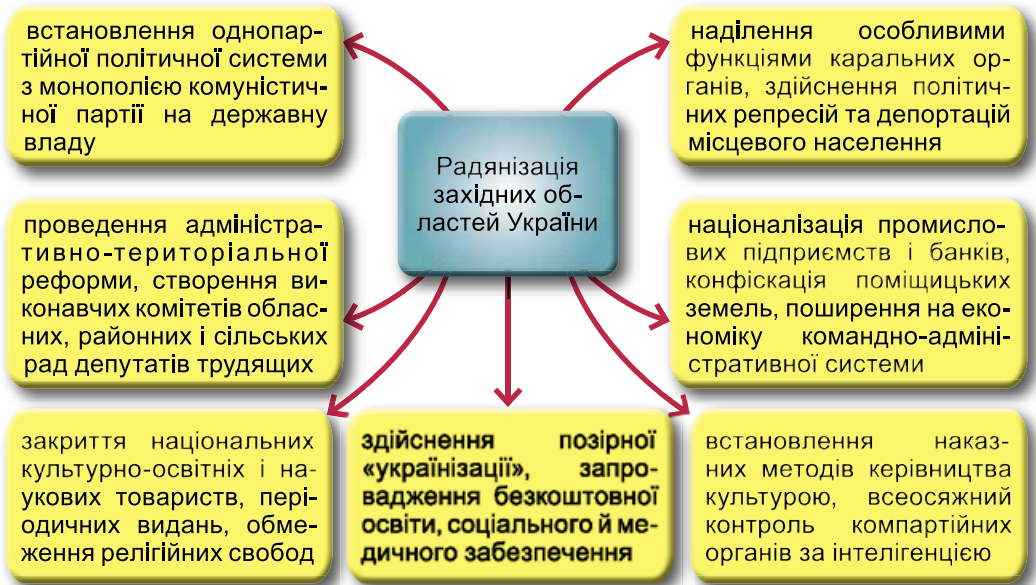 встановлення однопар-
тійної політичної системи
з монополією комуністич-
ної партії на державну
владу
наділення особливими
функціями каральних ор-
ганів, здійснення політич-
них репресій та депортацій
місцевого населення
Радянізація
західних об-
ластей України
проведення адміністра-
тивно-територіальної
реформи, створення ви-
конавчих комітетів облас-
них, районних і сільських
рад депутатів трудящих
націоналізація промисло-
вих підприємств і банків,
конфіскація поміщицьких
земель, поширення на еко-
номіку командно-адміні-
стративної системи
закриття національних
культурно-освітніх і на-
укових товариств, пері-
одичних видань, обме-
ження релігійних свобод
здійснення позірної
«українізації», запро-
вадження безкоштовної
освіти, соціального й ме-
дичного забезпечення
встановлення наказ-
них методів керівництва
культурою, всеосяжний
контроль компартійних
органів за інтелігенцією